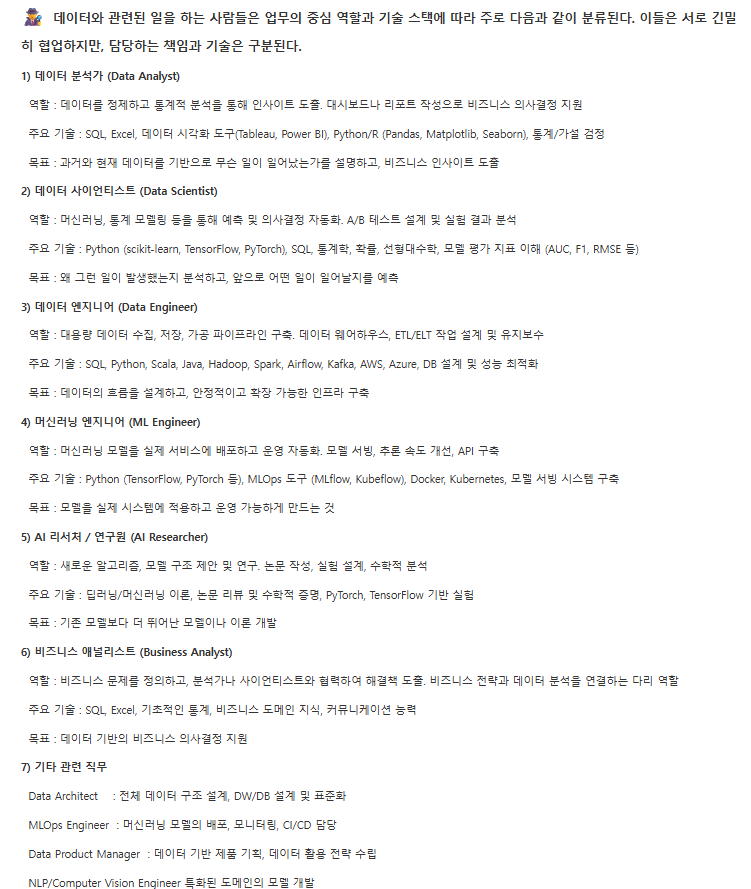 데이터와 관련된 일을 하는 사람들은 업무의 중심 역할과 기술 스택에 따라 주로 다음과 같이 분류된다. 이들은 서로 긴밀
히 협업하지만, 담당하는 책임과 기술은 구분된다.
1) 데이터 분석가 (Data Analyst)
역할 : 데이터를 정제하고 통계적 분석을 통해 인사이트 도출. 대시보드나 리포트 작성으로 비즈니스 의사결정 지원
주요 기술 : SQL, Excel, 데이터 시각화 도구(Tableau, Power BI), Python/R (Pandas, Matplotlib, Seaborn), 통계/가설 검정
목표 : 과거와 현재 데이터를 기반으로 무슨 일이 일어났는가를 설명하고, 비즈니스 인사이트 도출
2) 데이터 사이언티스트 (Data Scientist)
역할 : 머신러닝, 통계 모델링 등을 통해 예측 및 의사결정 자동화. A/B 테스트 설계 및 실험 결과 분석
주요 기술 : Python (scikit-learn, TensorFlow, PyTorch), SQL, 통계학, 확률, 선형대수학, 모델 평가 지표 이해 (AUC, F1, RMSE 등)
목표 : 왜 그런 일이 발생했는지 분석하고, 앞으로 어떤 일이 일어날지를 예측
3) 데이터 엔지니어 (Data Engineer)
역할 : 대용량 데이터 수집, 저장, 가공 파이프라인 구축. 데이터 웨어하우스, ETL/ELT 작업 설계 및 유지보수
주요 기술 : SQL, Python, Scala, Java, Hadoop, Spark, Airflow, Kafka, AWS, Azure, DB 설계 및 성능 최적화
목표 : 데이터의 흐름을 설계하고, 안정적이고 확장 가능한 인프라 구축
4) 머신러닝 엔지니어 (ML Engineer)
역할 : 머신러닝 모델을 실제 서비스에 배포하고 운영 자동화. 모델 서빙, 추론 속도 개선, API 구축
주요 기술 : Python (TensorFlow, PyTorch 등), MLOps 도구 (MLflow, Kubeflow), Docker, Kubernetes, 모델 서빙 시스템 구축
목표 : 모델을 실제 시스템에 적용하고 운영 가능하게 만드는 것
5) AI 리서처 / 연구원 (AI Researcher)
역할 : 새로운 알고리즘, 모델 구조 제안 및 연구. 논문 작성, 실험 설계, 수학적 분석
주요 기술 : 딥러닝/머신러닝 이론, 논문 리뷰 및 수학적 증명, PyTorch, TensorFlow 기반 실험
목표 : 기존 모델보다 더 뛰어난 모델이나 이론 개발
6) 비즈니스 애널리스트 (Business Analyst)
역할 : 비즈니스 문제를 정의하고, 분석가나 사이언티스트와 협력하여 해결책 도출. 비즈니스 전략과 데이터 분석을 연결하는 다리 역할
주요 기술 : SQL, Excel, 기초적인 통계, 비즈니스 도메인 지식, 커뮤니케이션 능력
목표 : 데이터 기반의 비즈니스 의사결정 지원
7) 기타 관련 직무
Data Architect : 전체 데이터 구조 설계, DW/DB 설계 및 표준화
MLOps Engineer : 머신러닝 모델의 배포, 모니터링, CI/CD 담당
Data Product Manager : 데이터 기반 제품 기획, 데이터 활용 전략 수립
NLP/Computer Vision Engineer 특화된 도메인의 모델 개발